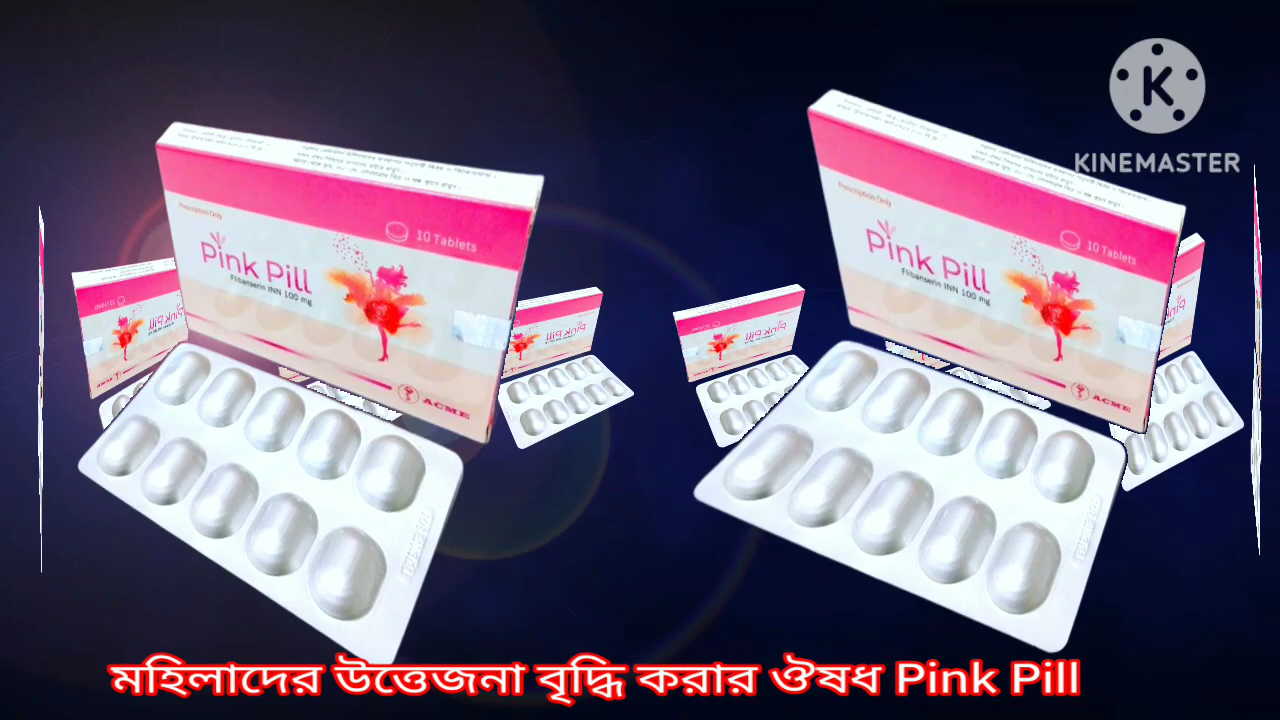 KINEMASTER
Prescription Only
10 Tablets
Pink Pill
Flibanserin INN 100 mg
ACME
Prescription Only
10 Tablets
Pink Pill
Flibanserin INN 100 mg
ACME
মহিলাদের উত্তেজনা বৃদ্ধি করার ঔষধ Pink Pill